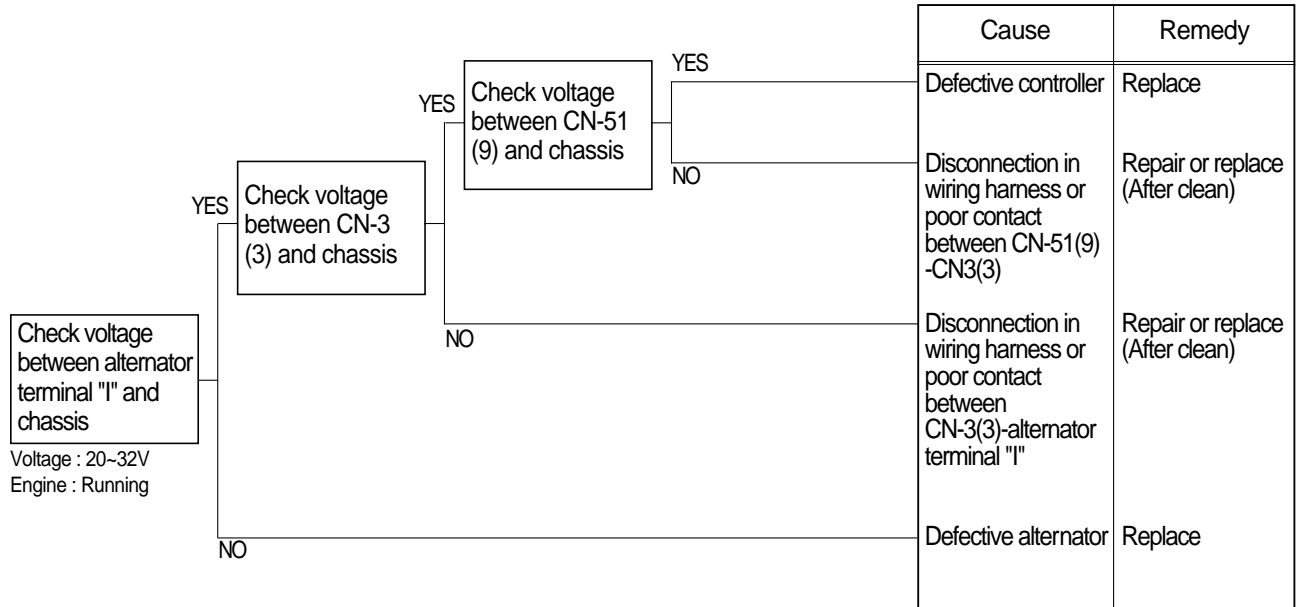 Cause
Remedy
YES
Check voltage
between CN-51
(9) and chassis
YES
NO
Defective controller
Replace
Disconnection in
wiring harness or
poor contact
between CN-51(9)
-CN3(3)
Repair or replace
(After clean)
YES
Check voltage
between CN-3
(3) and chassis
NO
Disconnection in
wiring harness or
poor contact
between
CN-3(3)-alternator
terminal "I"
Repair or replace
(After clean)
Check voltage
between alternator
terminal "I" and
chassis
Voltage : 20~32V
Engine : Running
NO
Defective alternator
Replace